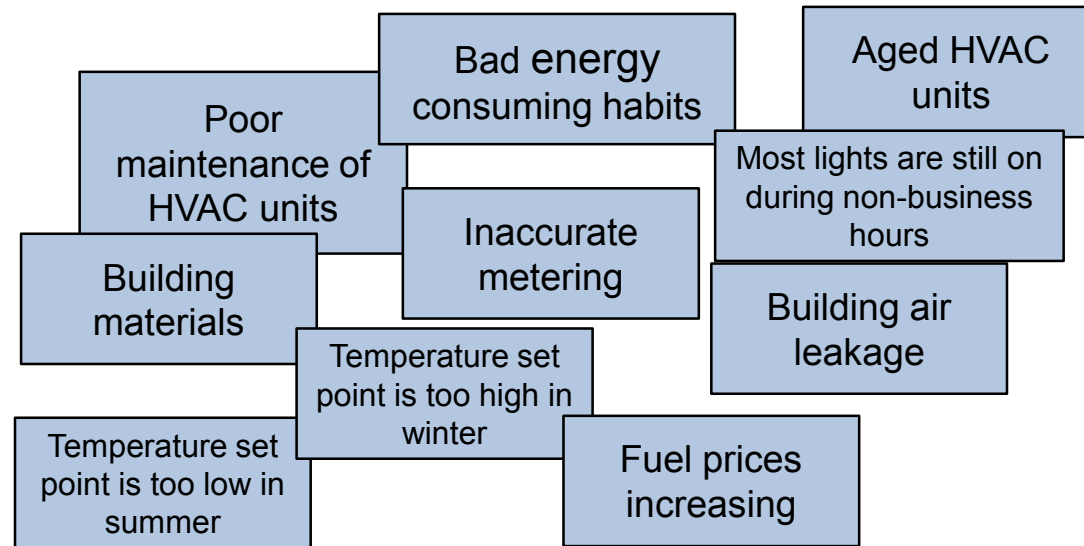 Bad energy
consuming habits
Aged HVAC
units
Poor
maintenance of
HVAC units
Most lights are still on
during non-business
hours
Inaccurate
metering
Building
materials
Building air
leakage
Temperature set
point is too high in
winter
Temperature set
point is too low in
summer
Fuel prices
increasing